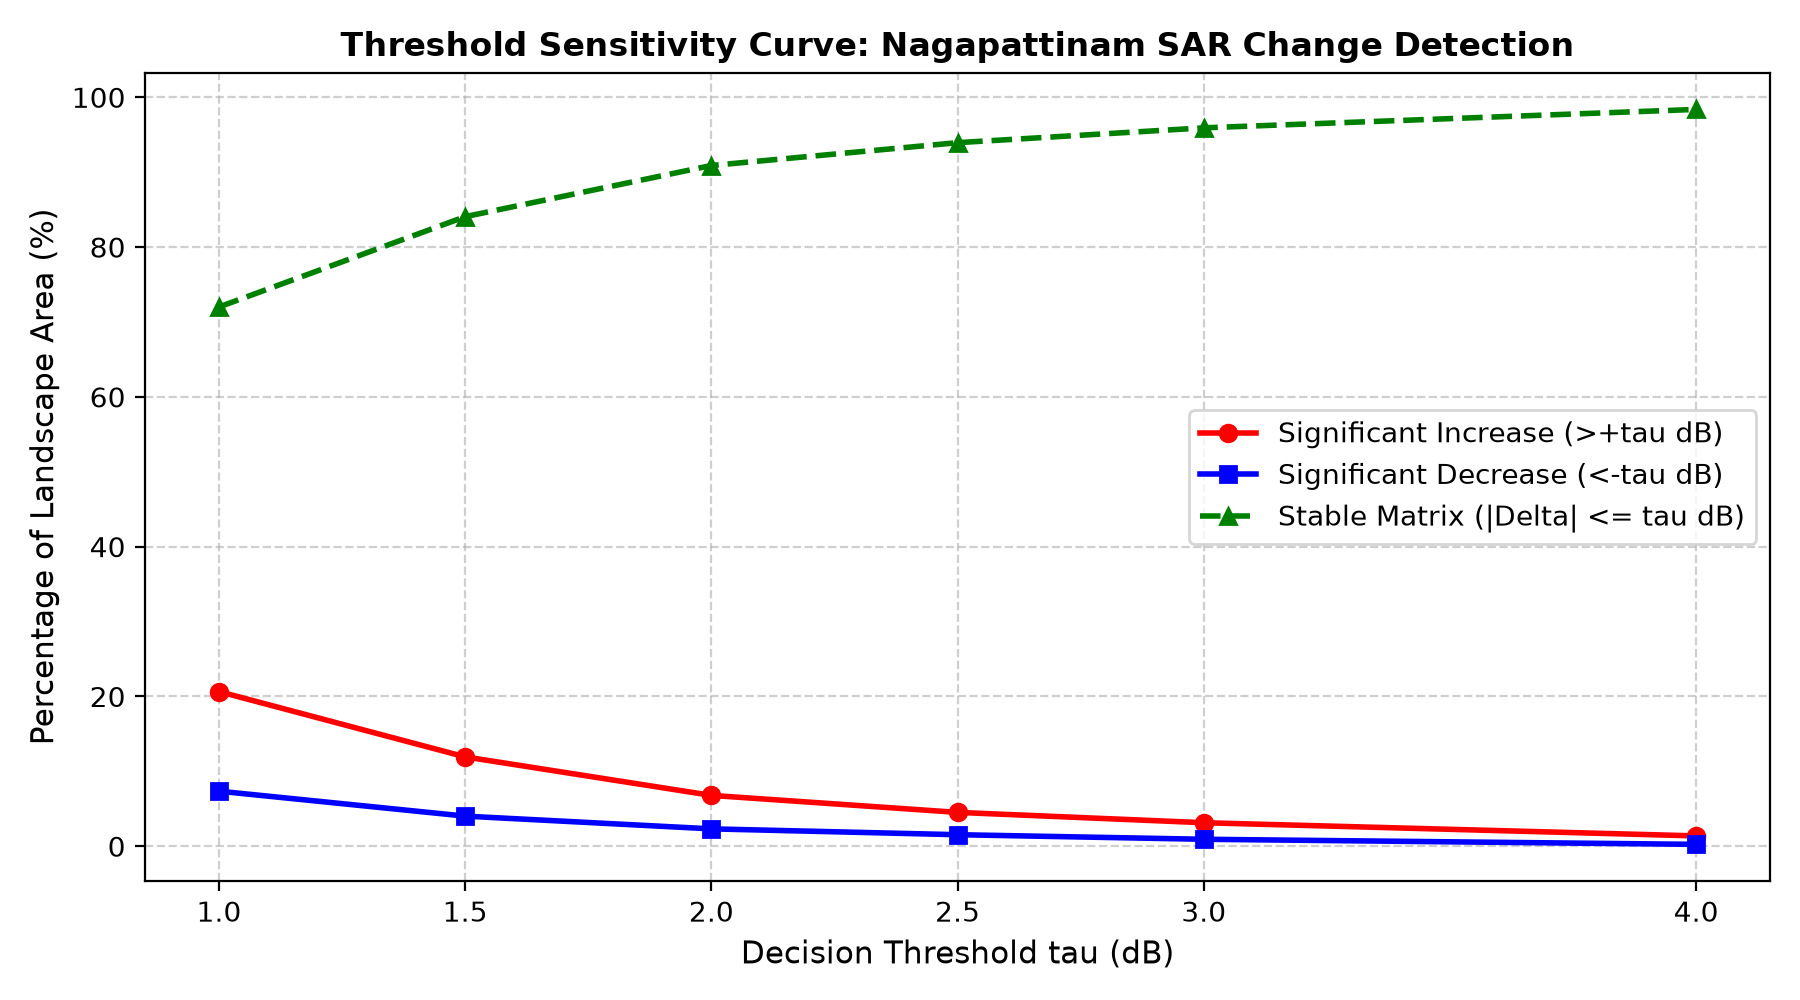 Threshold Sensitivity Curve: Nagapattinam SAR Change Detection
Percentage of Landscape Area (%)
100
80
60
40
20
0
Significant Increase (>+tau dB)
Significant Decrease (<-tau dB)
Stable Matrix (|Delta| <= tau dB)
1.0 1.5 2.0 2.5 3.0 4.0
Decision Threshold tau (dB)